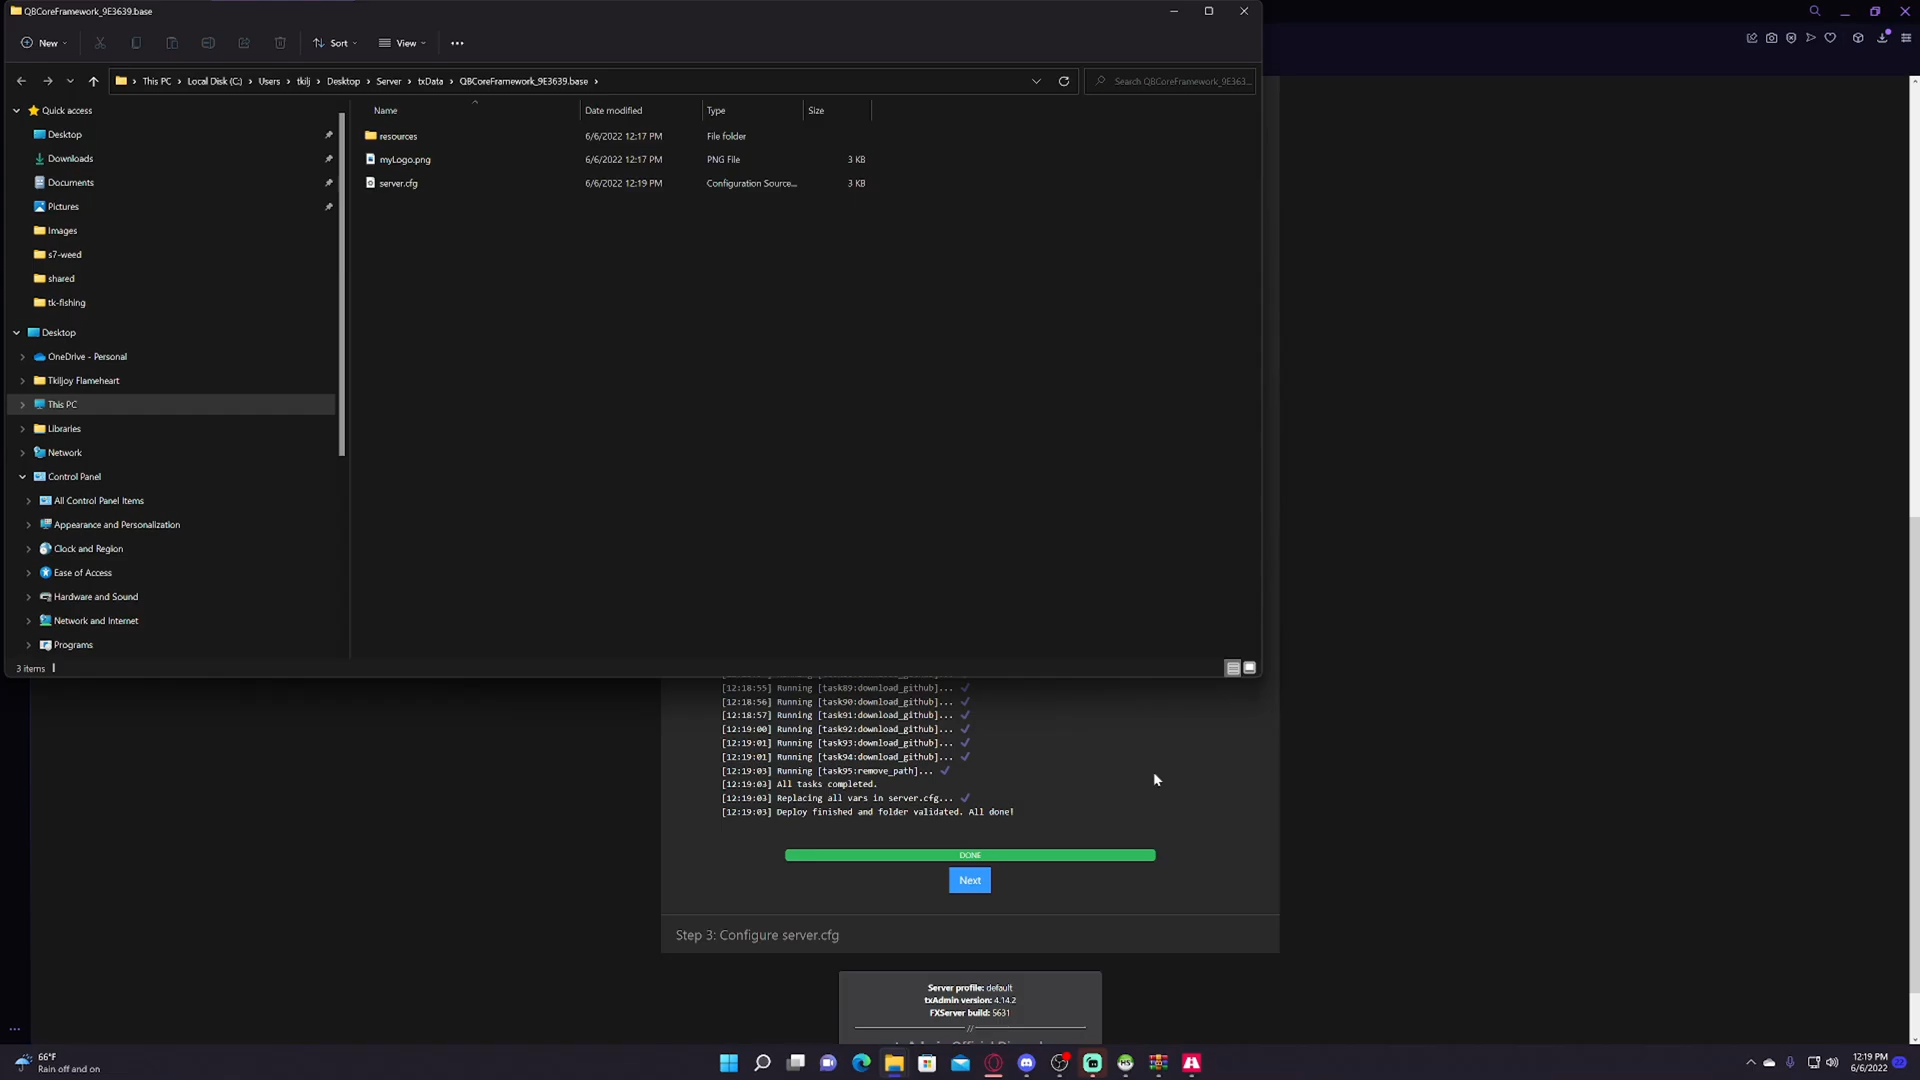 QBCoreFramework_9E3639.base
New
Sort
View
This PC
Local Disk (C:)
Users
tkilj
Desktop
Server
txData
QBCoreFramework_9E3639.base
Search QBCoreFramework_9E363...
Quick access
Desktop
Downloads
Documents
Pictures
Images
s7-weed
shared
tk-fishing
Desktop
OneDrive - Personal
Tkiljoy Flameheart
This PC
Libraries
Network
Control Panel
All Control Panel Items
Appearance and Personalization
Clock and Region
Ease of Access
Hardware and Sound
Network and Internet
Programs
3 items
Name Date modified Type Size
resources 6/6/2022 12:17 PM File folder
myLogo.png 6/6/2022 12:17 PM PNG File 3 KB
server.cfg 6/6/2022 12:19 PM Configuration Source... 3 KB
[12:18:55] Running [task89:download_github]... ✓
[12:18:56] Running [task90:download_github]... ✓
[12:18:57] Running [task91:download_github]... ✓
[12:19:00] Running [task92:download_github]... ✓
[12:19:01] Running [task93:download_github]... ✓
[12:19:01] Running [task94:download_github]... ✓
[12:19:03] Running [task95:remove_path]... ✓
[12:19:03] All tasks completed.
[12:19:03] Replacing all vars in server.cfg... ✓
[12:19:03] Deploy finished and folder validated. All done!
DONE
Next
Step 3: Configure server.cfg
Server profile: default
txAdmin version: 4.14.2
FXServer build: 5631
//
66°F
Rain off and on
12:19 PM
6/6/2022